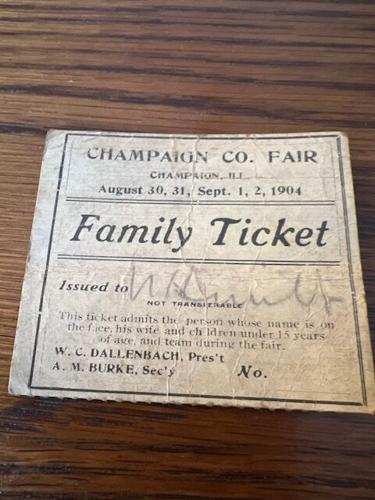 CHAMPAIGN CO. FAIR
CHAMPAIGN, ILL
August 30, 31, Sept. 1, 2, 1904
Family Ticket
Issued to
NOT TRANSFERABLE
This ticket admits the person whose name is on
the face, his wife and children under 15 years
of age, and team during the fair.
W. C. DALLENBACH, Pres't
A. M. BURKE, Sec'y No.